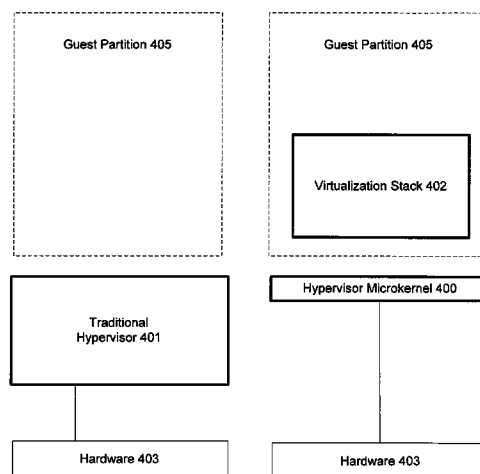 Guest Partition 405
Guest Partition 405
Virtualization Stack 402
Hypervisor Microkernel 400
Traditional
Hypervisor 401
Hardware 403
Hardware 403